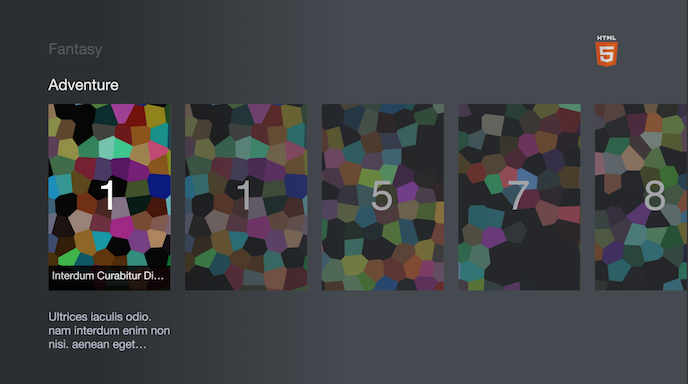 Fantasy
HTML
5
Adventure
1
1
5
7
8
Interdum Curabitur Di...
Ultrices iaculis odio.
nam interdum enim non
nisi. aenean eget...